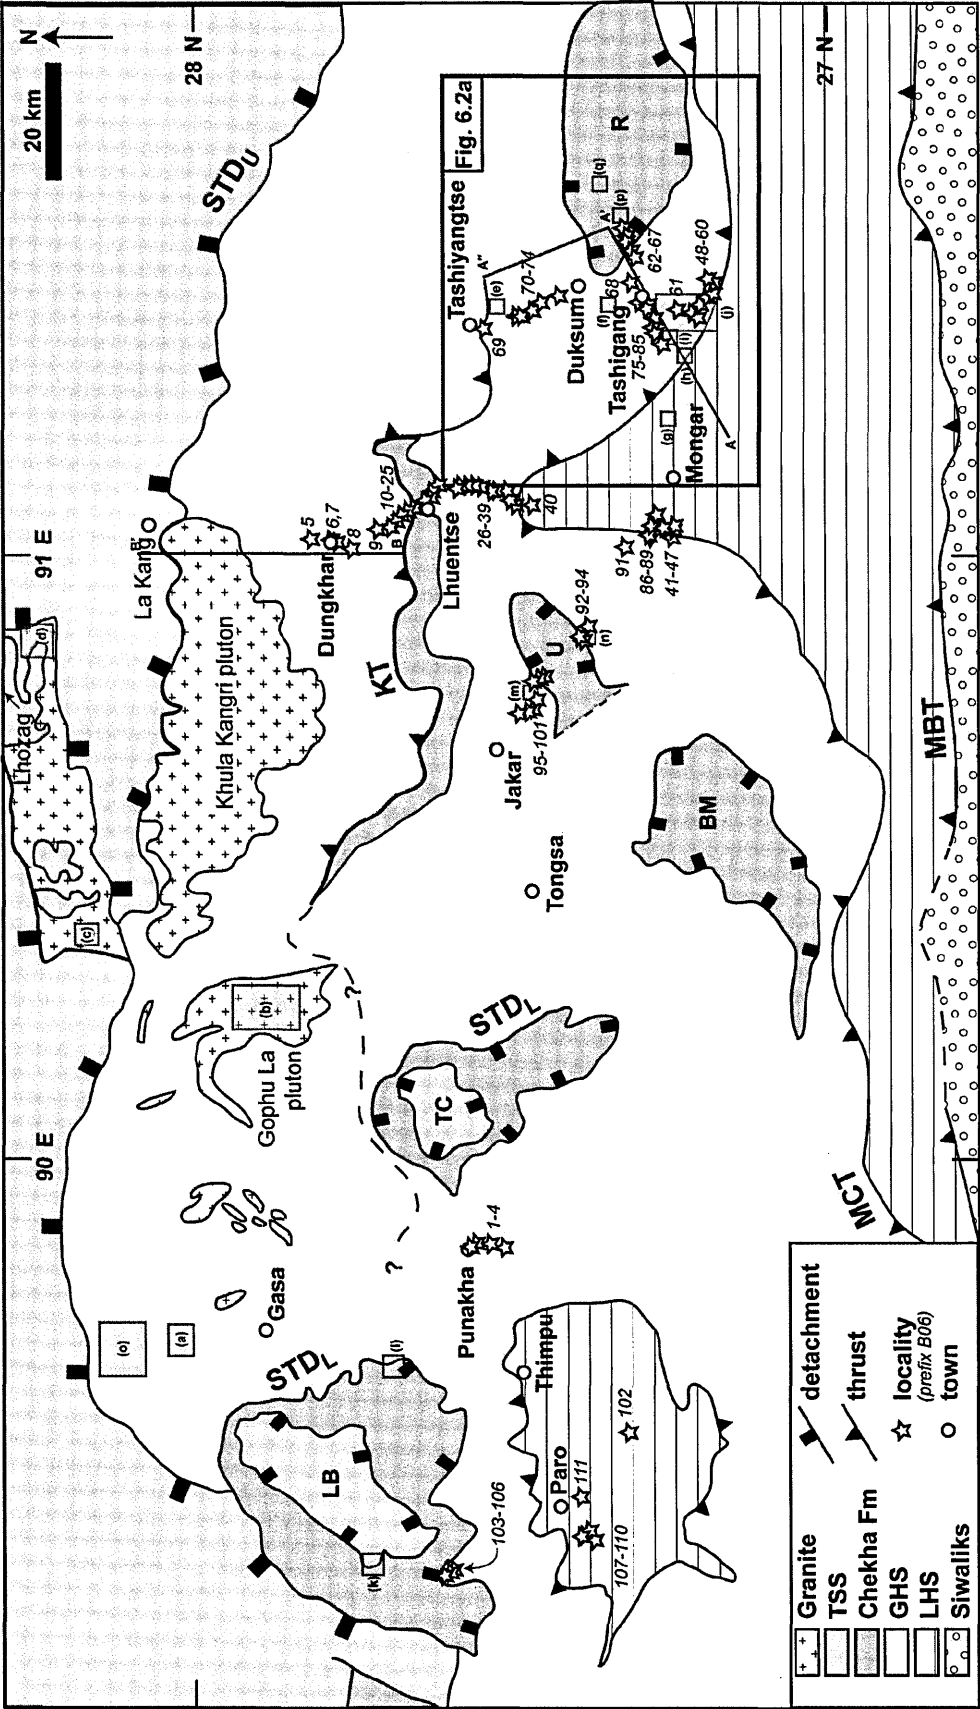 N
20 km
28 N
27 N
91 E
90 E
STDU
Fig. 6.2a
R
Tashiyangtse
A"
A'
(q)
(p)
(e)
70-74
69
Duksum
68
(f)
62-67
48-60
61
(j)
Tashigang
75-85
(i)
(h)
(g)
Mongar
A
La Kang
B'
5
6,7
8
9
10-25
B
Dungkhar
Lhuentse
26-39
40
91
86-89
41-47
Lhozag
(d)
Khula Kangri pluton
KT
U
92-94
(n)
(m)
95-101
Jakar
Tongsa
BM
MBT
(c)
(b)
Gophu La
pluton
?
STDL
TC
MCT
?
1-4
Punakha
Gasa
(o)
(a)
STDL
(l)
LB
(k)
103-106
Thimpu
102
Paro
111
107-110
Granite
TSS
Chekha Fm
GHS
LHS
Siwaliks
detachment
thrust
locality
(prefix B06)
town